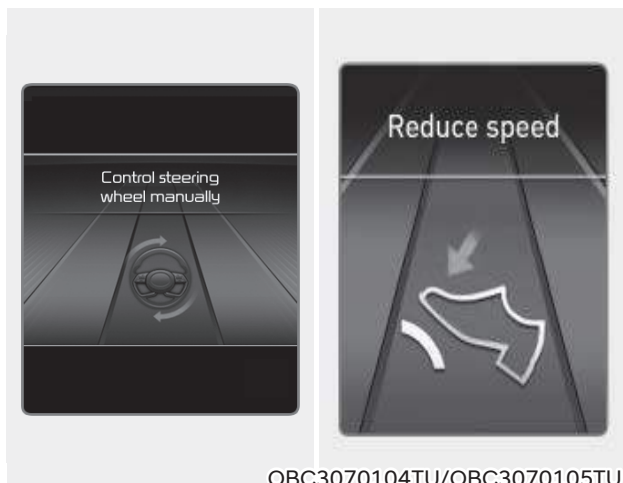 Control steering
wheel manually
Reduce speed
OBC3070104TU/OBC3070105TU